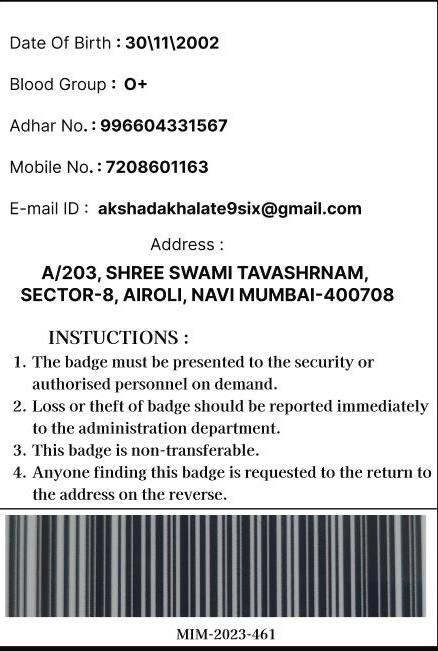 Date Of Birth : 30\11\2002
Blood Group : O+
Adhar No. : 996604331567
Mobile No. : 7208601163
E-mail ID : akshadakhalate9six@gmail.com
Address :
A/203, SHREE SWAMI TAVASHRNAM,
SECTOR-8, AIROLI, NAVI MUMBAI-400708
INSTUCTIONS :
1. The badge must be presented to the security or
authorised personnel on demand.
2. Loss or theft of badge should be reported immediately
to the administration department.
3. This badge is non-transferable.
4. Anyone finding this badge is requested to the return to
the address on the reverse.
MIM-2023-461